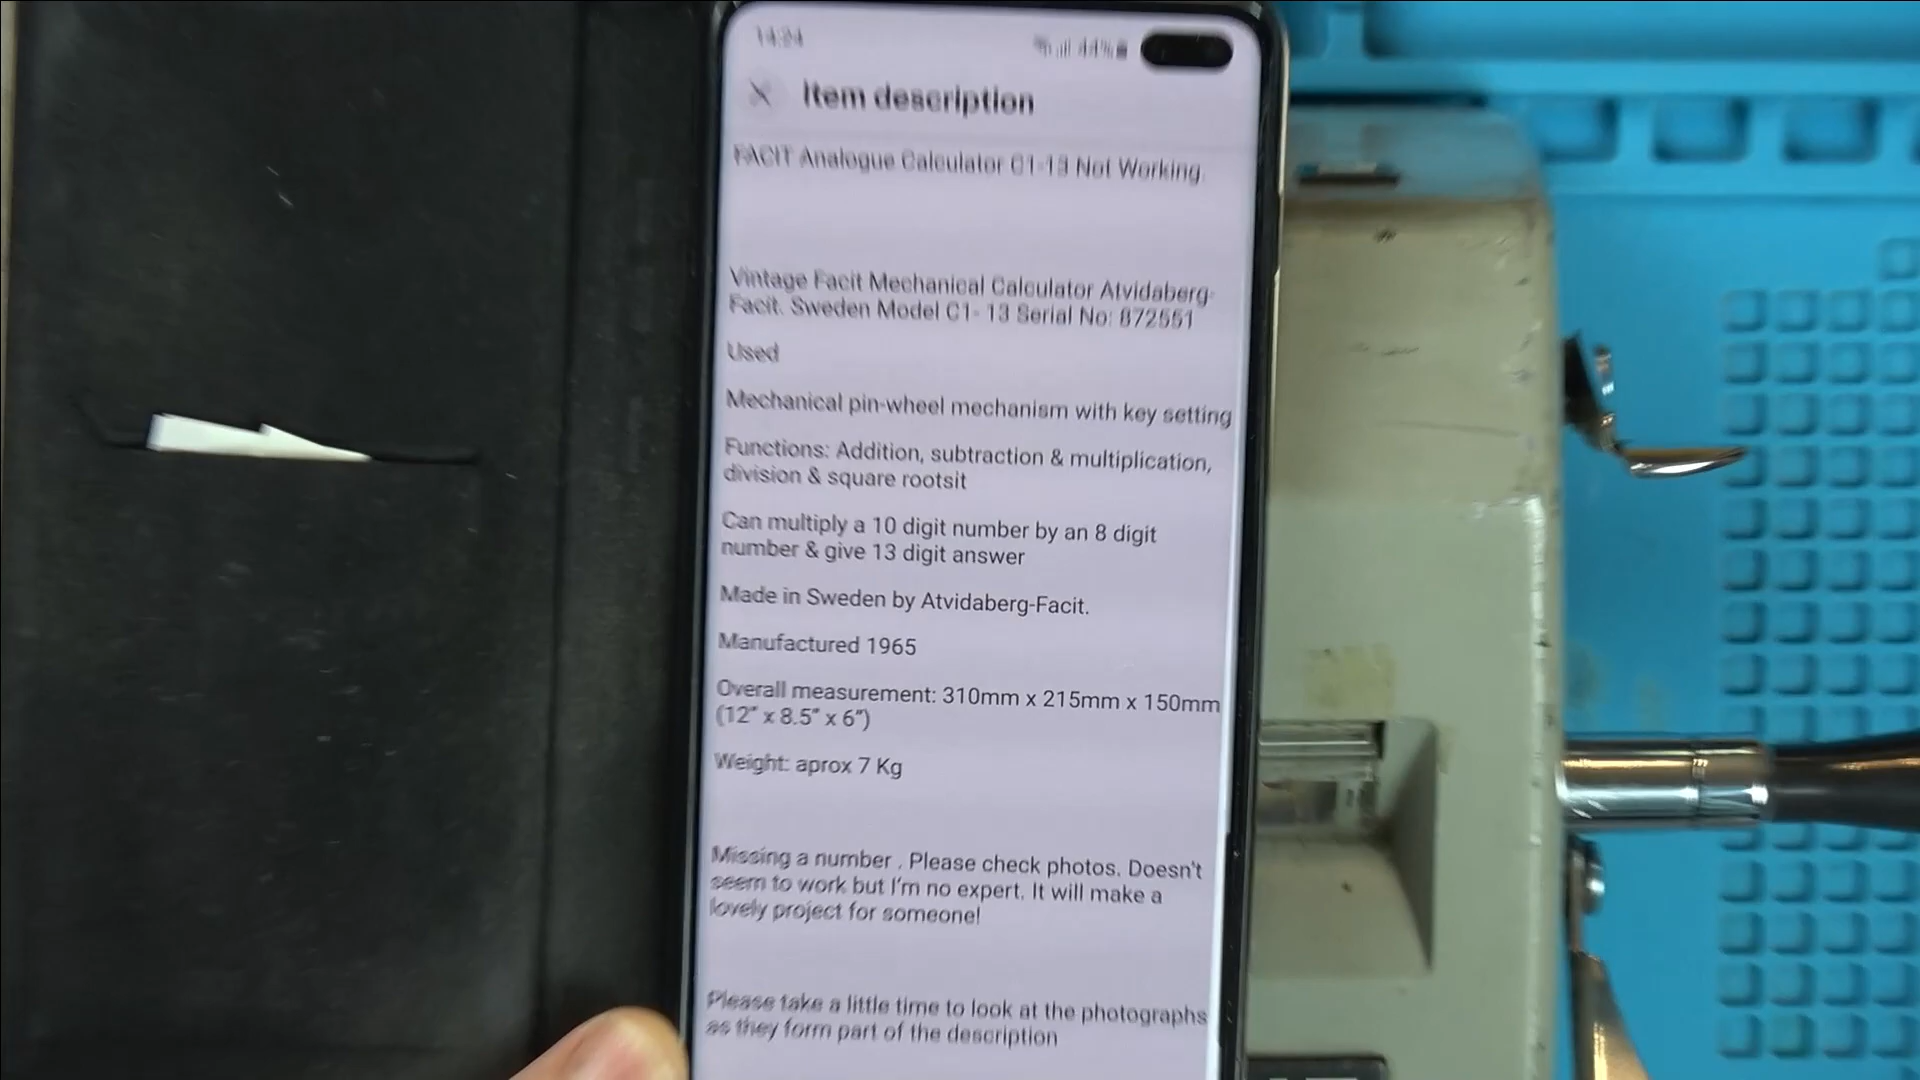 14:24
44%
Item description
FACIT Analogue Calculator C1-13 Not Working.
Vintage Facit Mechanical Calculator Atvidaberg-
Facit. Sweden Model C1- 13 Serial No: 872551
Used
Mechanical pin-wheel mechanism with key setting
Functions: Addition, subtraction & multiplication,
division & square rootsit
Can multiply a 10 digit number by an 8 digit
number & give 13 digit answer
Made in Sweden by Atvidaberg-Facit.
Manufactured 1965
Overall measurement: 310mm x 215mm x 150mm
(12” x 8.5” x 6”)
Weight: aprox 7 Kg
Missing a number . Please check photos. Doesn't
seem to work but I'm no expert. It will make a
lovely project for someone!
Please take a little time to look at the photographs
as they form part of the description